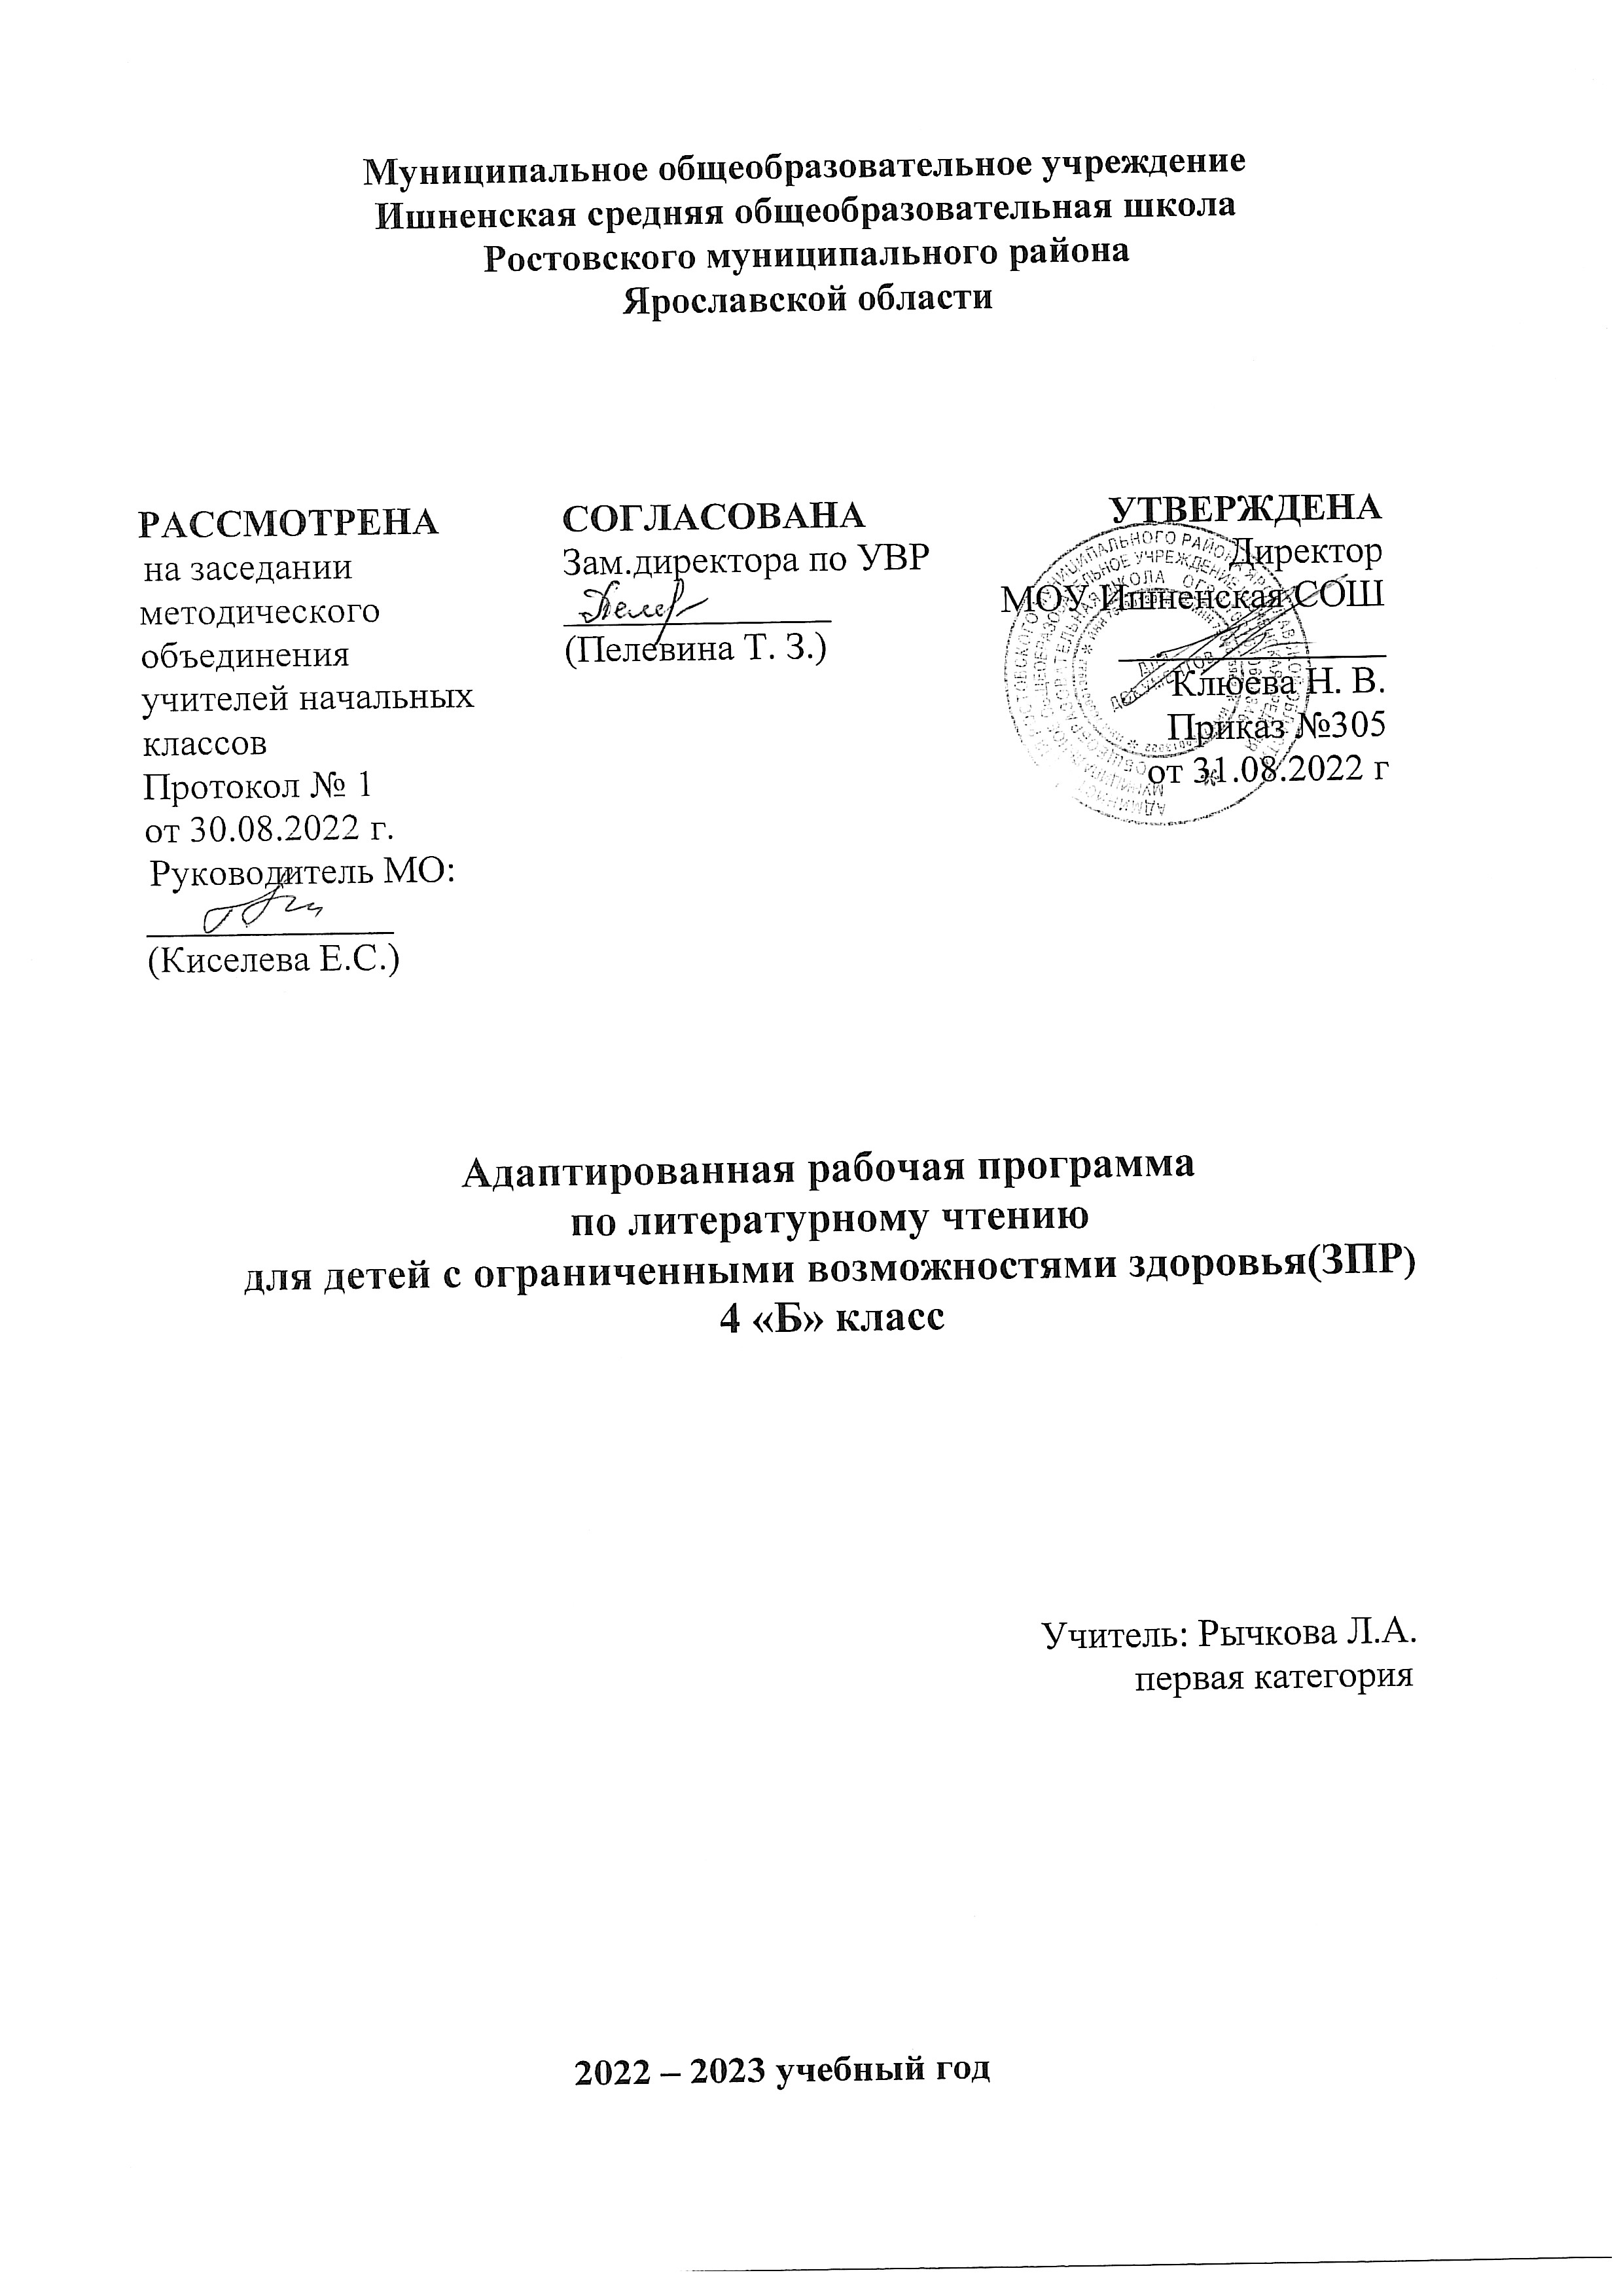 Муниципальное общеобразовательное учреждение
Ишненская средняя общеобразовательная школа
Ростовского муниципального района
Ярославской области
РАССМОТРЕНА
на заседании
методического
объединения
учителей начальных
классов
Протокол № 1
от 30.08.2022 г.
Руководитель МО:
(Киселева Е.С.)
СОГЛАСОВАНА
Зам.директора по УВР
(Пелевина Т. З.)
УТВЕРЖДЕНА
Директор
МОУ Ишненская СОШ
Клюева Н. В.
Приказ №305
от 31.08.2022 г
ДЛЯ
ДОКУМЕНТОВ
Адаптированная рабочая программа
по литературному чтению
для детей с ограниченными возможностями здоровья(ЗПР)
4 «Б» класс
Учитель: Рычкова Л.А.
первая категория
2022 – 2023 учебный год